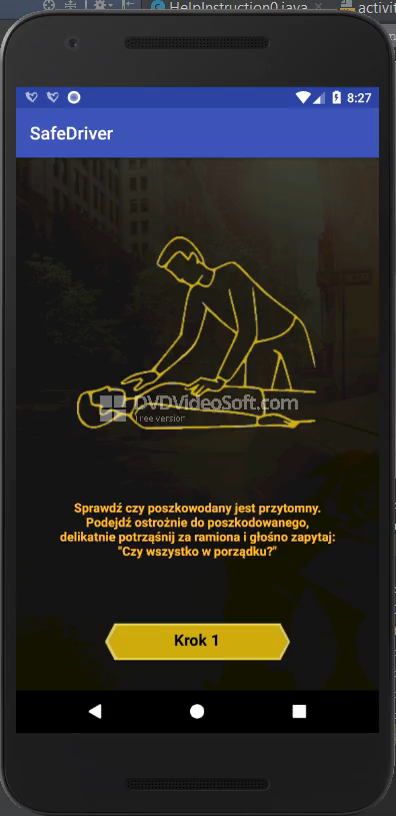 HelpInstruction0.java
activit
8:27
SafeDriver
DVDVideoSoft.com
Free version
Sprawdź czy poszkowodany jest przytomny.
Podejdź ostrożnie do poszkodowanego,
delikatnie potrząśnij za ramiona i głośno zapytaj:
"Czy wszystko w porządku?"
Krok 1